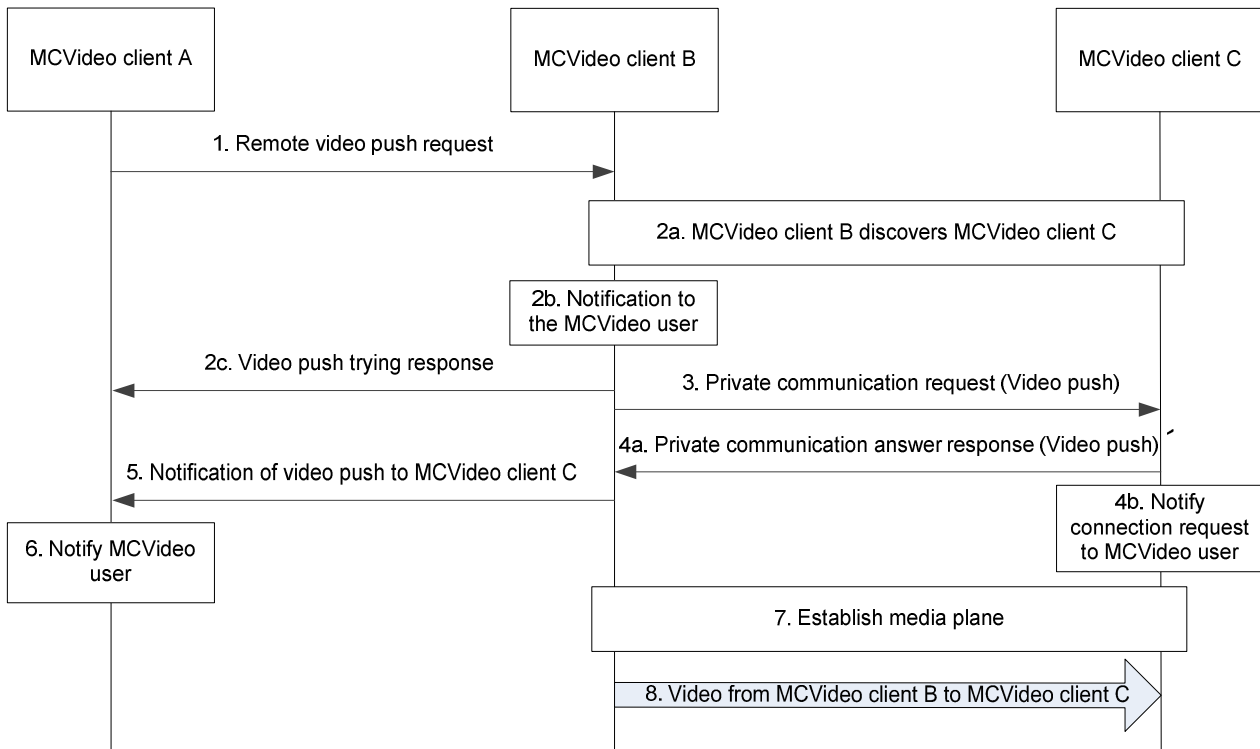 MCVideo client A
MCVideo client B
MCVideo client C
1. Remote video push request
2a. MCVideo client B discovers MCVideo client C
2b. Notification to
the MCVideo user
2c. Video push trying response
3. Private communication request (Video push)
4a. Private communication answer response (Video push)
5. Notification of video push to MCVideo client C
4b. Notify
connection request
to MCVideo user
6. Notify MCVideo
user
7. Establish media plane
8. Video from MCVideo client B to MCVideo client C